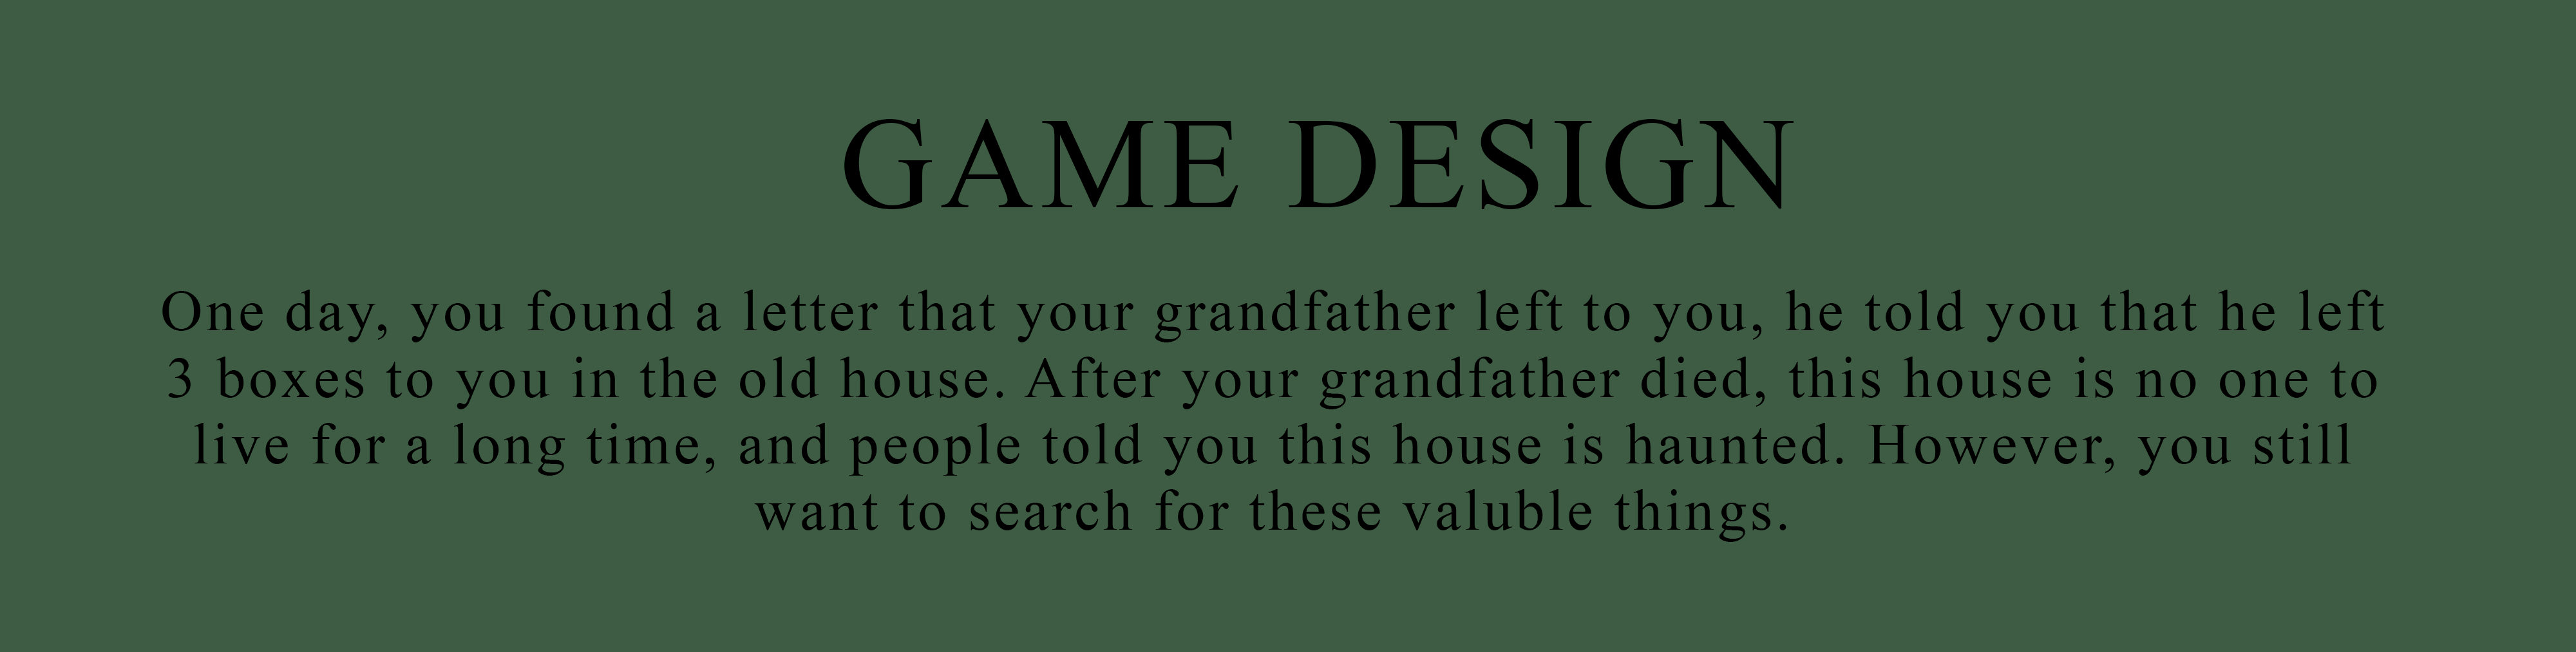 GAME DESIGN
One day, you found a letter that your grandfather left to you, he told you that he left
3 boxes to you in the old house. After your grandfather died, this house is no one to
live for a long time, and people told you this house is haunted. However, you still
want to search for these valuble things.